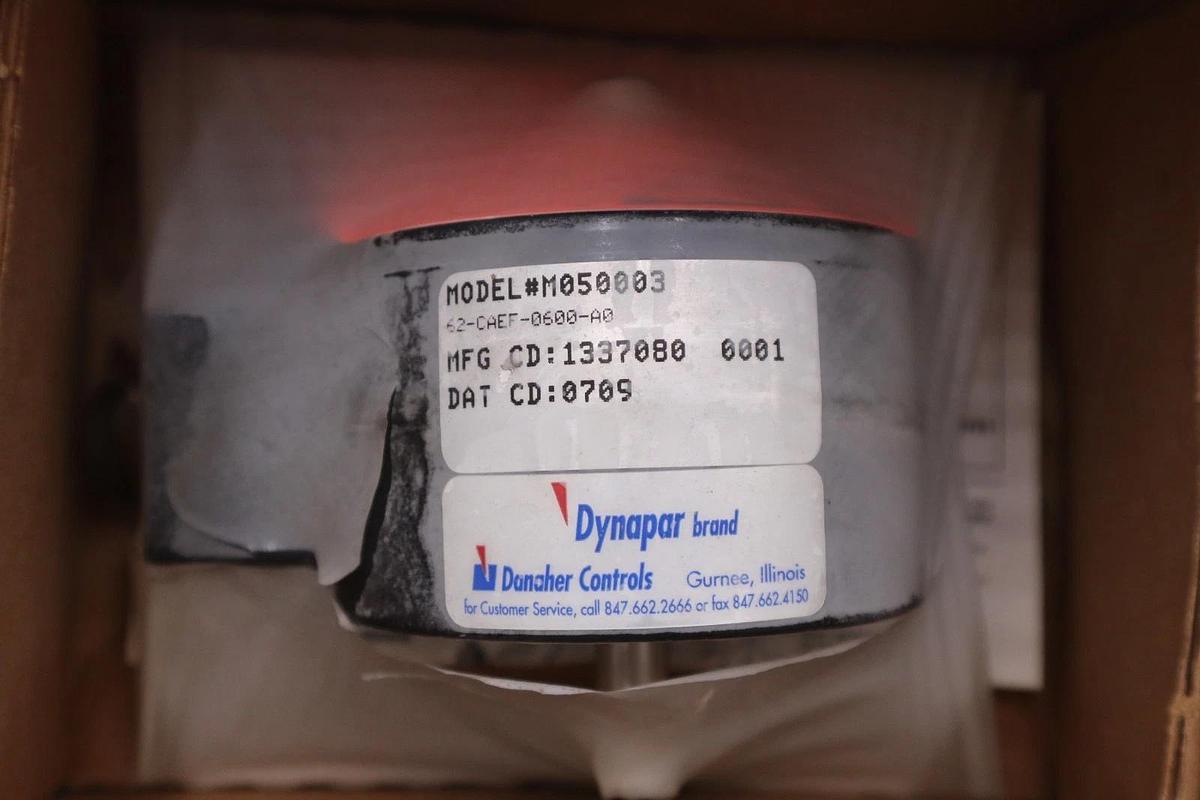 MODEL#M050003
62-CAEF-0600-A0
MFG CD:1337080 0001
DAT CD:0709
Dynapar brand
Danaher Controls Gurnee, Illinois
for Customer Service, call 847.662.2666 or fax 847.662.4150